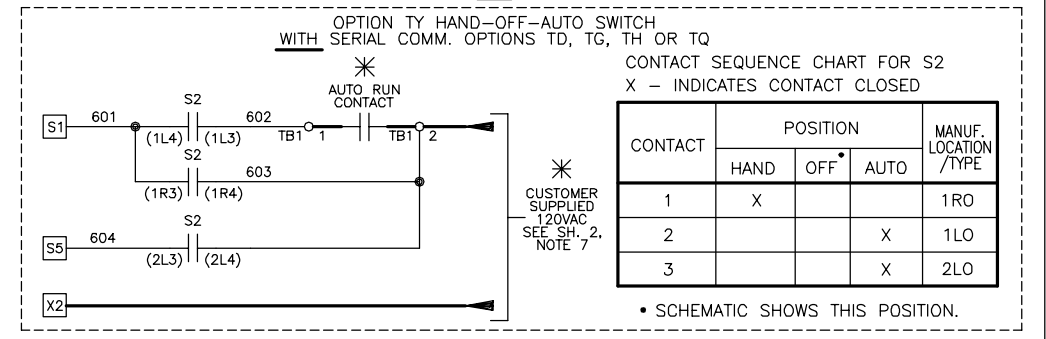 OPTION TY HAND-OFF-AUTO SWITCH
WITH SERIAL COMM. OPTIONS TD, TG, TH OR TQ
AUTO RUN
CONTACT
S1
601
S2
(1L4) (1L3)
602
TB1 1
TB1 2
S2
(1R3) (1R4)
603
S2
(2L3) (2L4)
S5
604
X2
CUSTOMER
SUPPLIED
120VAC
SEE SH. 2,
NOTE 7
CONTACT SEQUENCE CHART FOR S2
X - INDICATES CONTACT CLOSED
CONTACT POSITION MANUF. LOCATION /TYPE
HAND OFF• AUTO
1 X 1RO
2 X 1LO
3 X 2LO
• SCHEMATIC SHOWS THIS POSITION.